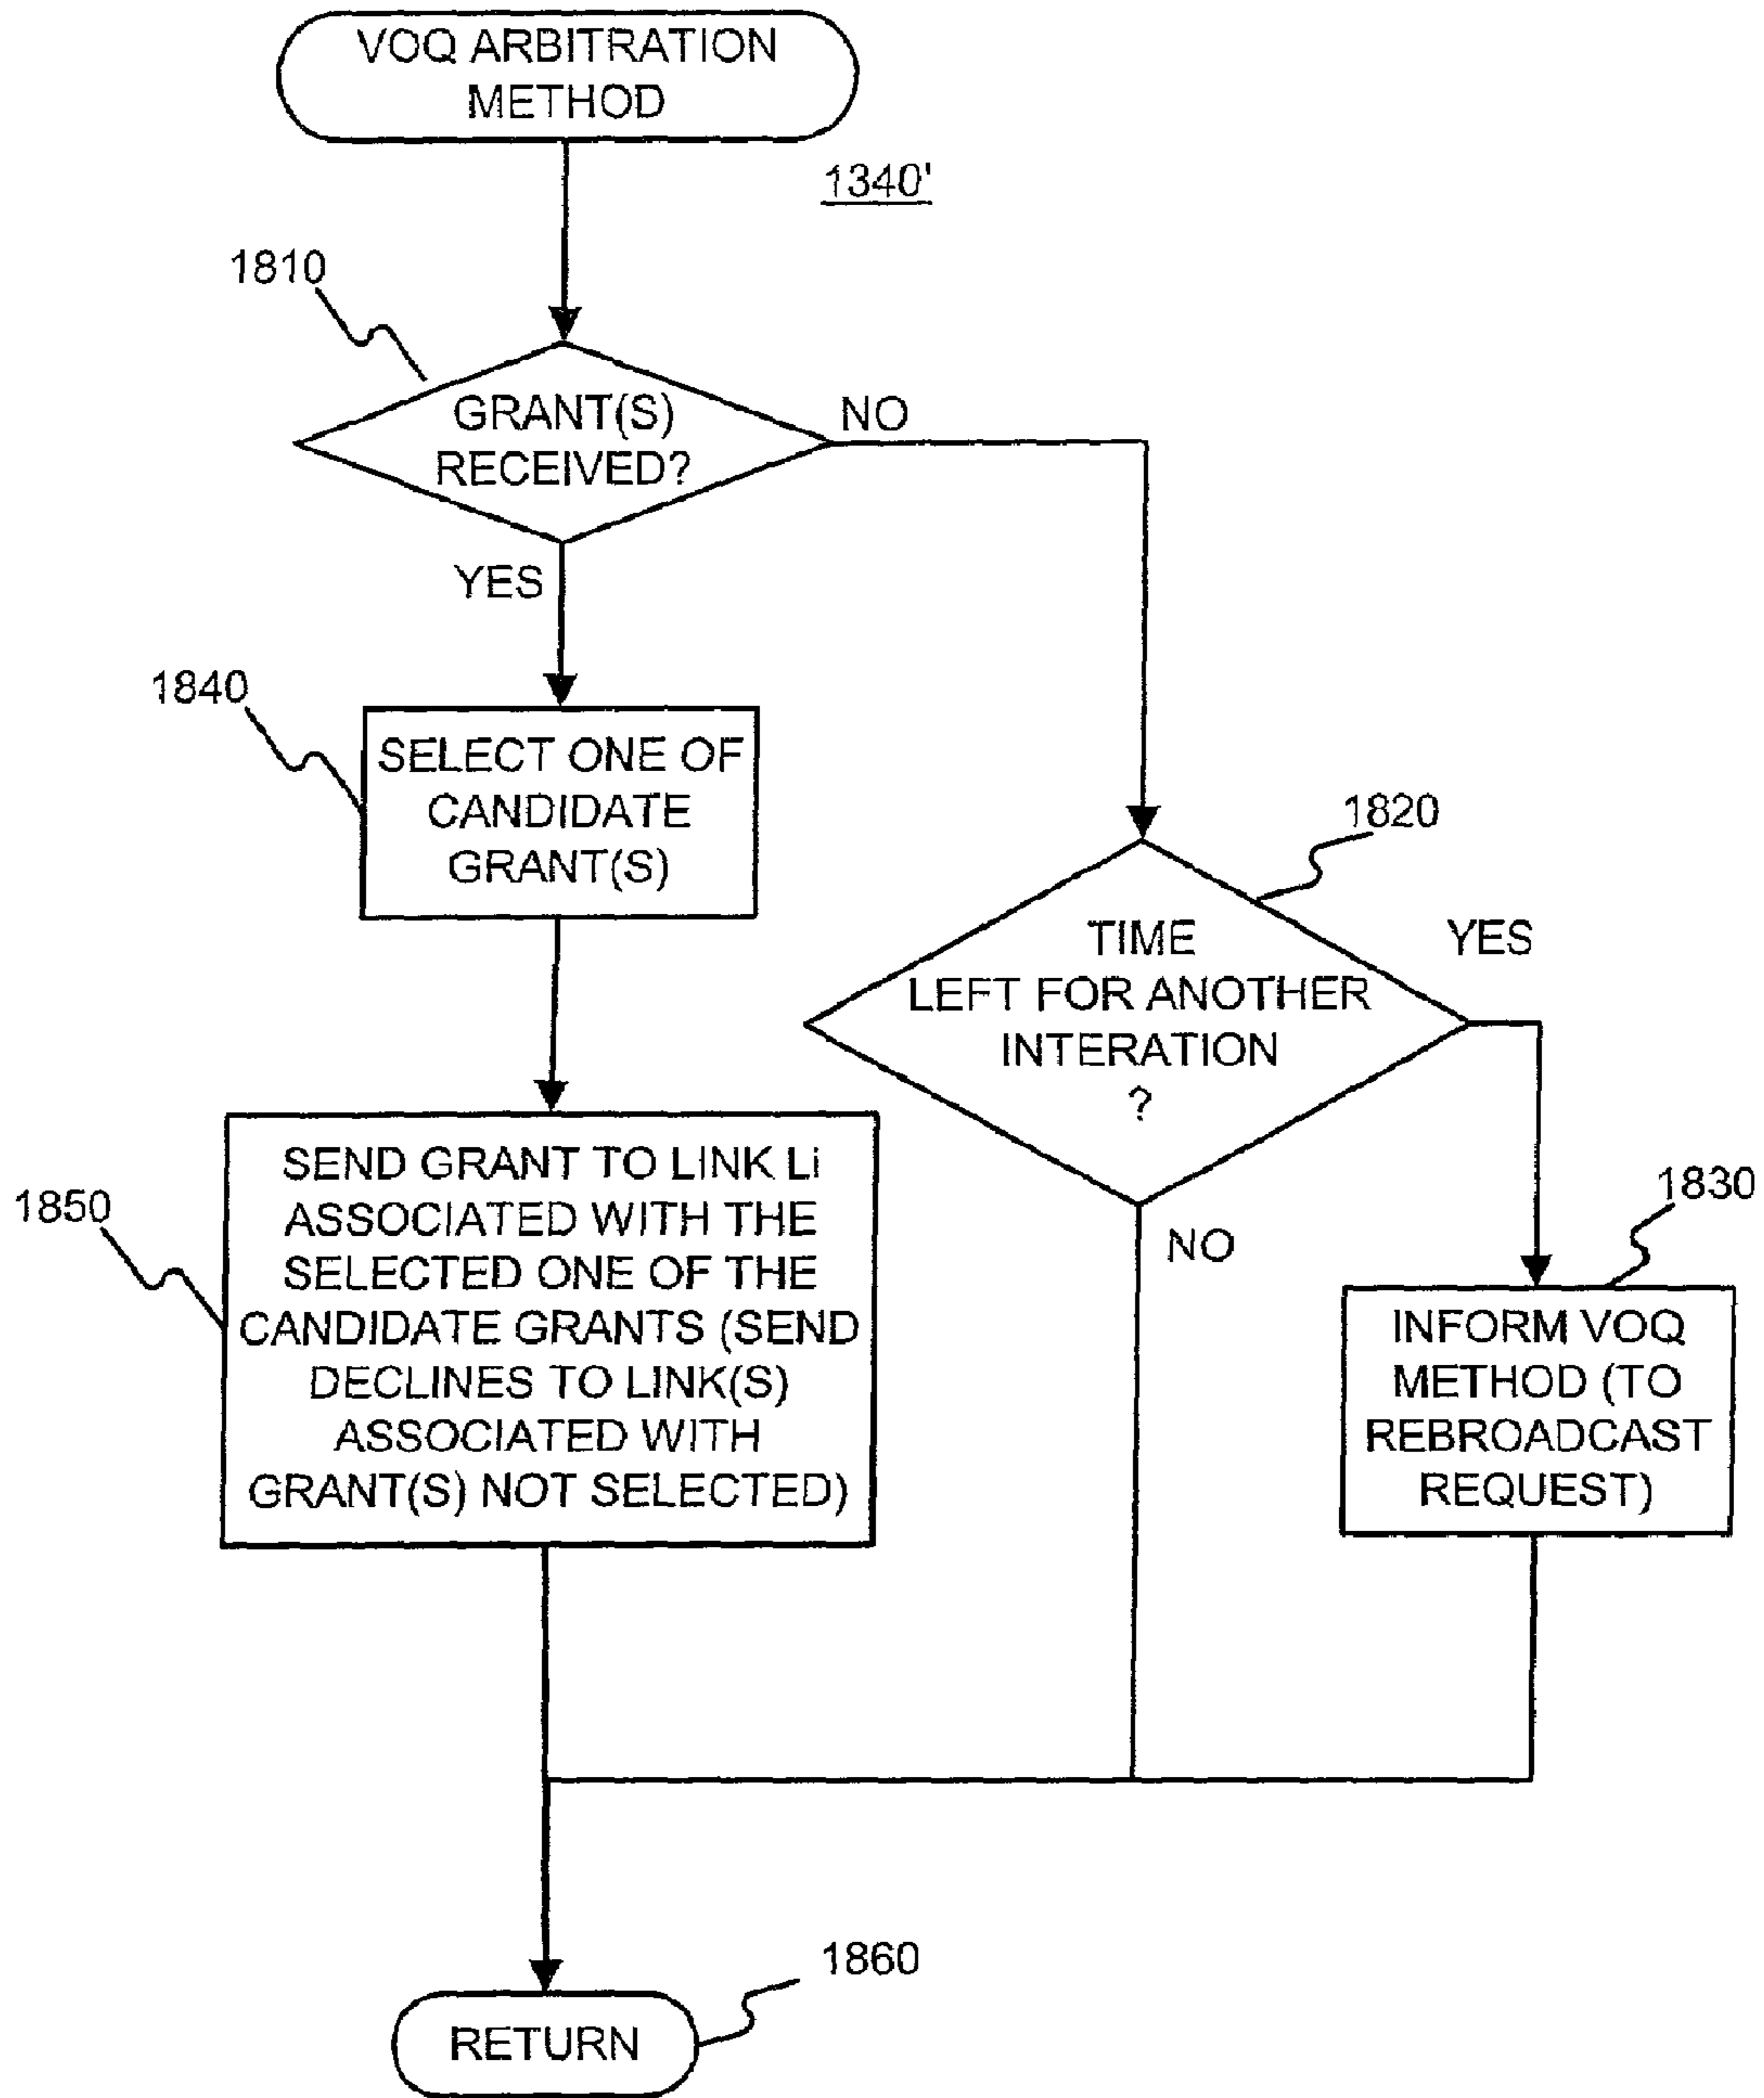 VOQ ARBITRATION
METHOD
1340'
1810
GRANT(S)
RECEIVED?
NO
YES
1840
SELECT ONE OF
CANDIDATE
GRANT(S)
1820
TIME
LEFT FOR ANOTHER
INTERATION
?
YES
NO
1850
SEND GRANT TO LINK Li
ASSOCIATED WITH THE
SELECTED ONE OF THE
CANDIDATE GRANTS (SEND
DECLINES TO LINK(S)
ASSOCIATED WITH
GRANT(S) NOT SELECTED)
1830
INFORM VOQ
METHOD (TO
REBROADCAST
REQUEST)
1860
RETURN